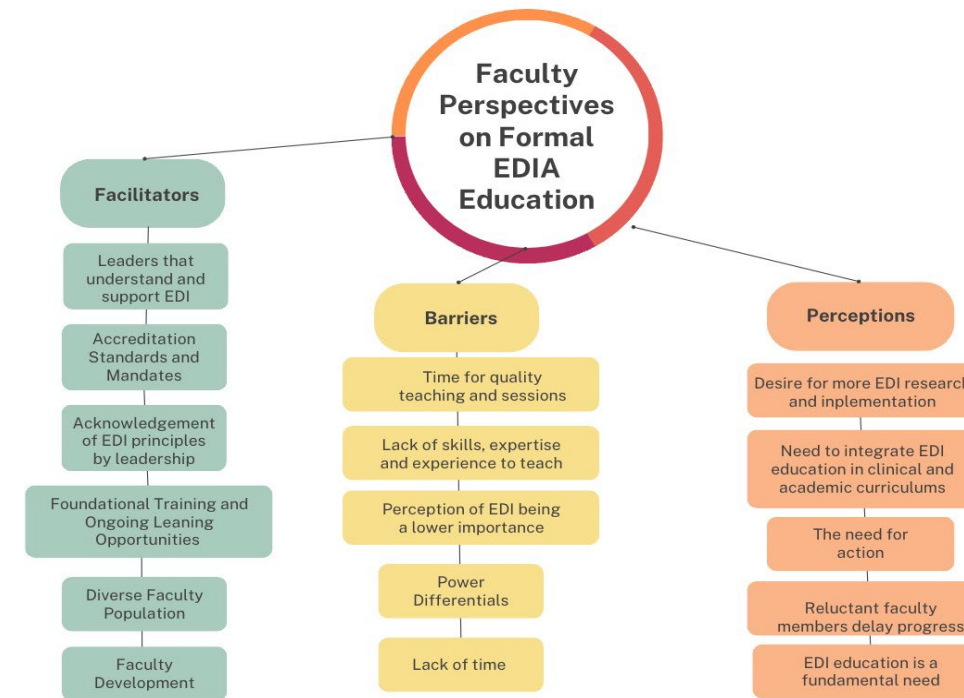 Faculty
Perspectives
on Formal
EDIA
Education
Facilitators
Leaders that
understand and
support EDI
Accreditation
Standards and
Mandates
Acknowledgement
of EDI principles
by leadership
Foundational Training and
Ongoing Leaning
Opportunities
Diverse Faculty
Population
Faculty
Development
Barriers
Time for quality
teaching and sessions
Lack of skills, expertise
and experience to teach
Perception of EDI being
a lower importance
Power
Differentials
Lack of time
Perceptions
Desire for more EDI research
and inplementation
Need to integrate EDI
education in clinical and
academic curriculums
The need for
action
Reluctant faculty
members delay progress
EDI education is a
fundamental need